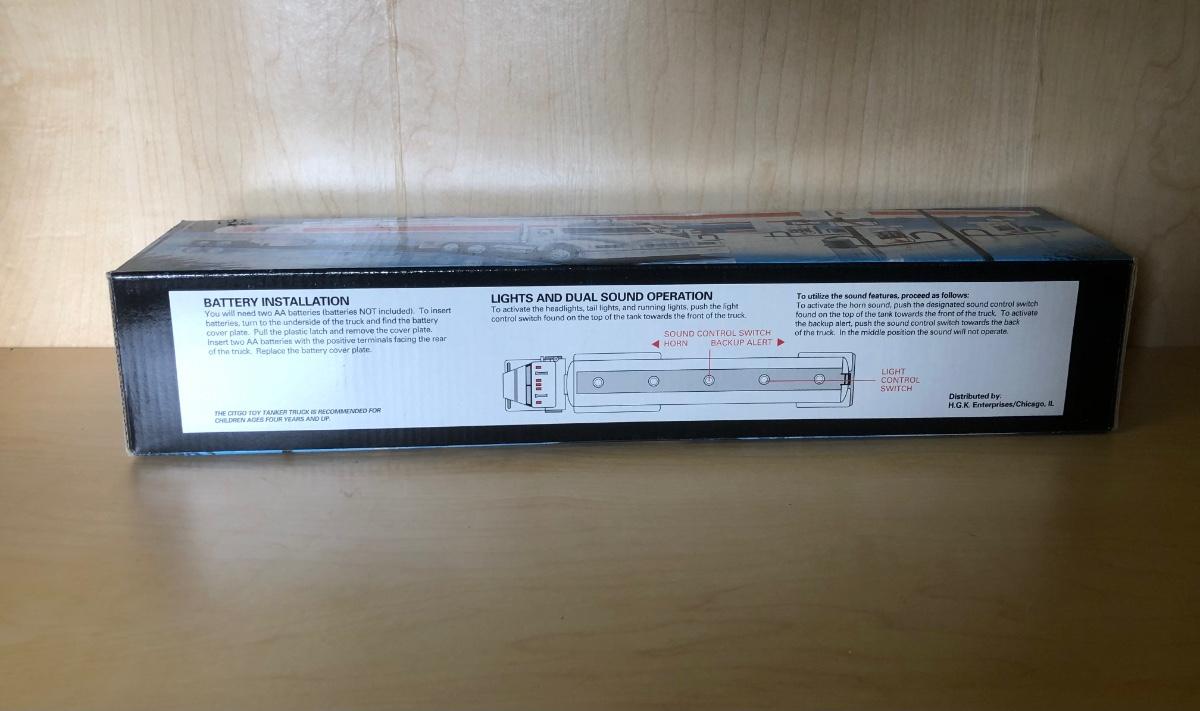 BATTERY INSTALLATION
You will need two AA batteries (batteries NOT included). To insert
batteries, turn to the underside of the truck and find the battery
cover plate. Pull the plastic latch and remove the cover plate.
Insert two AA batteries with the positive terminals facing the rear
of the truck. Replace the battery cover plate.
THE CITGO TOY TANKER TRUCK IS RECOMMENDED FOR
CHILDREN AGES FOUR YEARS AND UP.
LIGHTS AND DUAL SOUND OPERATION
To activate the headlights, tail lights, and running lights, push the light
control switch found on the top of the tank towards the front of the truck.
SOUND CONTROL SWITCH
HORN BACKUP ALERT
LIGHT
CONTROL
SWITCH
To utilize the sound features, proceed as follows:
To activate the horn sound, push the designated sound control switch
found on the top of the tank towards the front of the truck. To activate
the backup alert, push the sound control switch towards the back
of the truck. In the middle position the sound will not operate.
Distributed by:
H.G.K. Enterprises/Chicago, IL